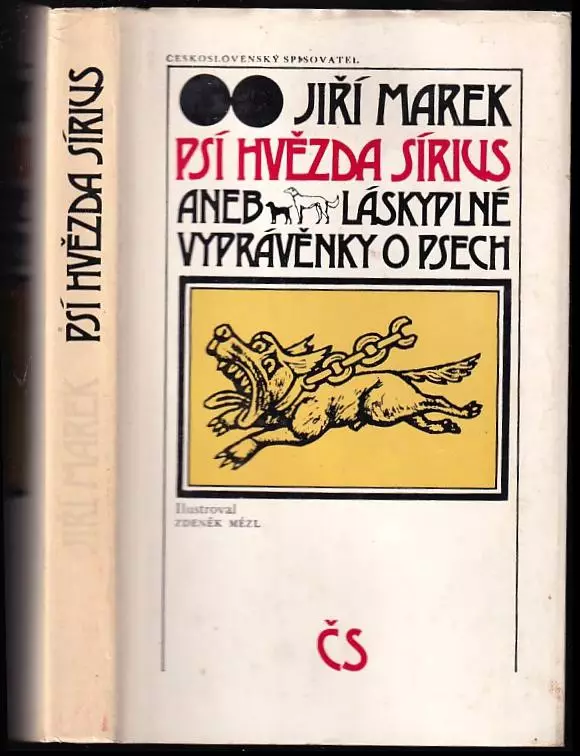 PSÍ HVĚZDA SÍRIUS
JIŘÍ MAREK
ČESKOSLOVENSKÝ SPISOVATEL
JIŘÍ MAREK
PSÍ HVĚZDA SÍRIUS
ANEB LÁSKYPLNÉ
VYPRÁVĚNKY O PSECH
Ilustroval
ZDENĚK MÉZL
ČS